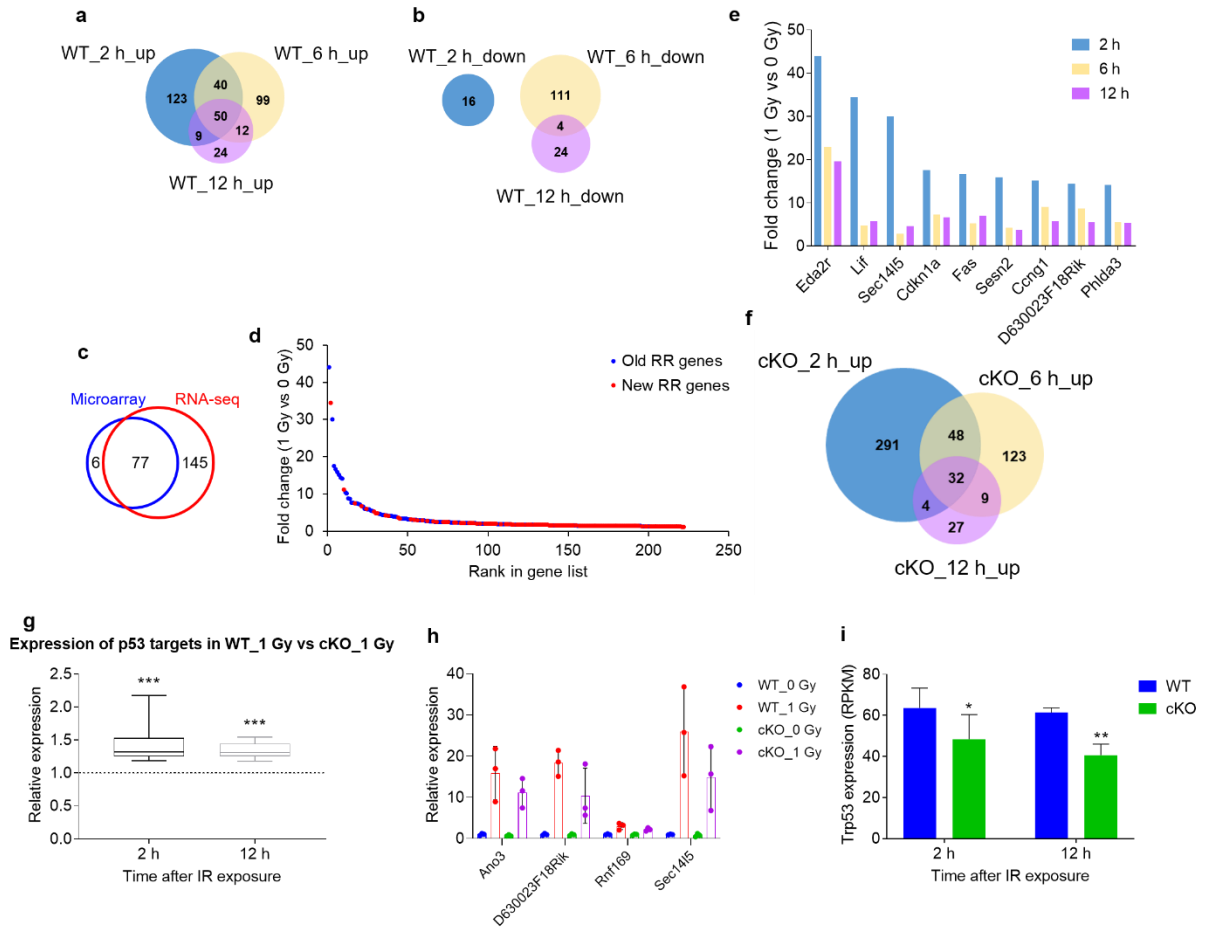 a
WT_2 h_up
WT_6 h_up
123
40
99
50
9
12
24
WT_12 h_up
b
WT_2 h_down
WT_6 h_down
16
111
4
24
WT_12 h_down
e
Fold change (1 Gy vs 0 Gy)
50
40
30
20
10
0
2 h
6 h
12 h
Eda2r
Lif
Sec14l5
Cdkn1a
Fas
Sesn2
Ccng1
D630023F18Rik
Phlda3
c
Microarray
RNA-seq
6
77
145
d
Fold change (1 Gy vs 0 Gy)
50
40
30
20
10
0
0
50
100
150
200
250
Rank in gene list
Old RR genes
New RR genes
f
cKO_2 h_up
cKO_6 h_up
291
48
123
32
4
9
27
cKO_12 h_up
g
Expression of p53 targets in WT_1 Gy vs cKO_1 Gy
Relative expression
2.5
2.0
1.5
1.0
0.5
0.0
***
***
2 h
12 h
Time after IR exposure
h
Relative expression
40
30
20
10
0
WT_0 Gy
WT_1 Gy
cKO_0 Gy
cKO_1 Gy
Ano3
D630023F18Rik
Rnf169
Sec14l5
i
Trp53 expression (RPKM)
80
60
40
20
0
*
**
WT
cKO
2 h
12 h
Time after IR exposure